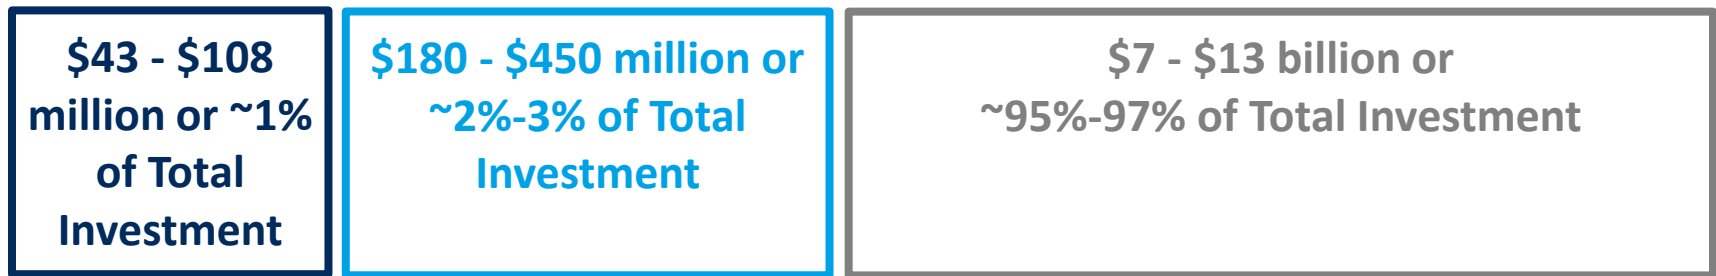 $43 - $108
million or ~1%
of Total
Investment
$180 - $450 million or
~2%-3% of Total
Investment
$7 - $13 billion or
~95%-97% of Total Investment